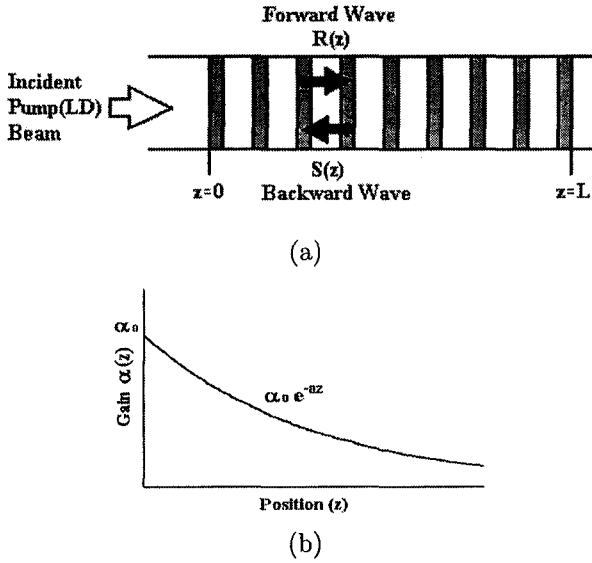 Forward Wave
R(z)
Incident
Pump(LD)
Beam
S(z)
z=0
Backward Wave
z=L
(a)
α₀
Gain α(z)
α₀ e⁻ᵃᶻ
Position (z)
(b)